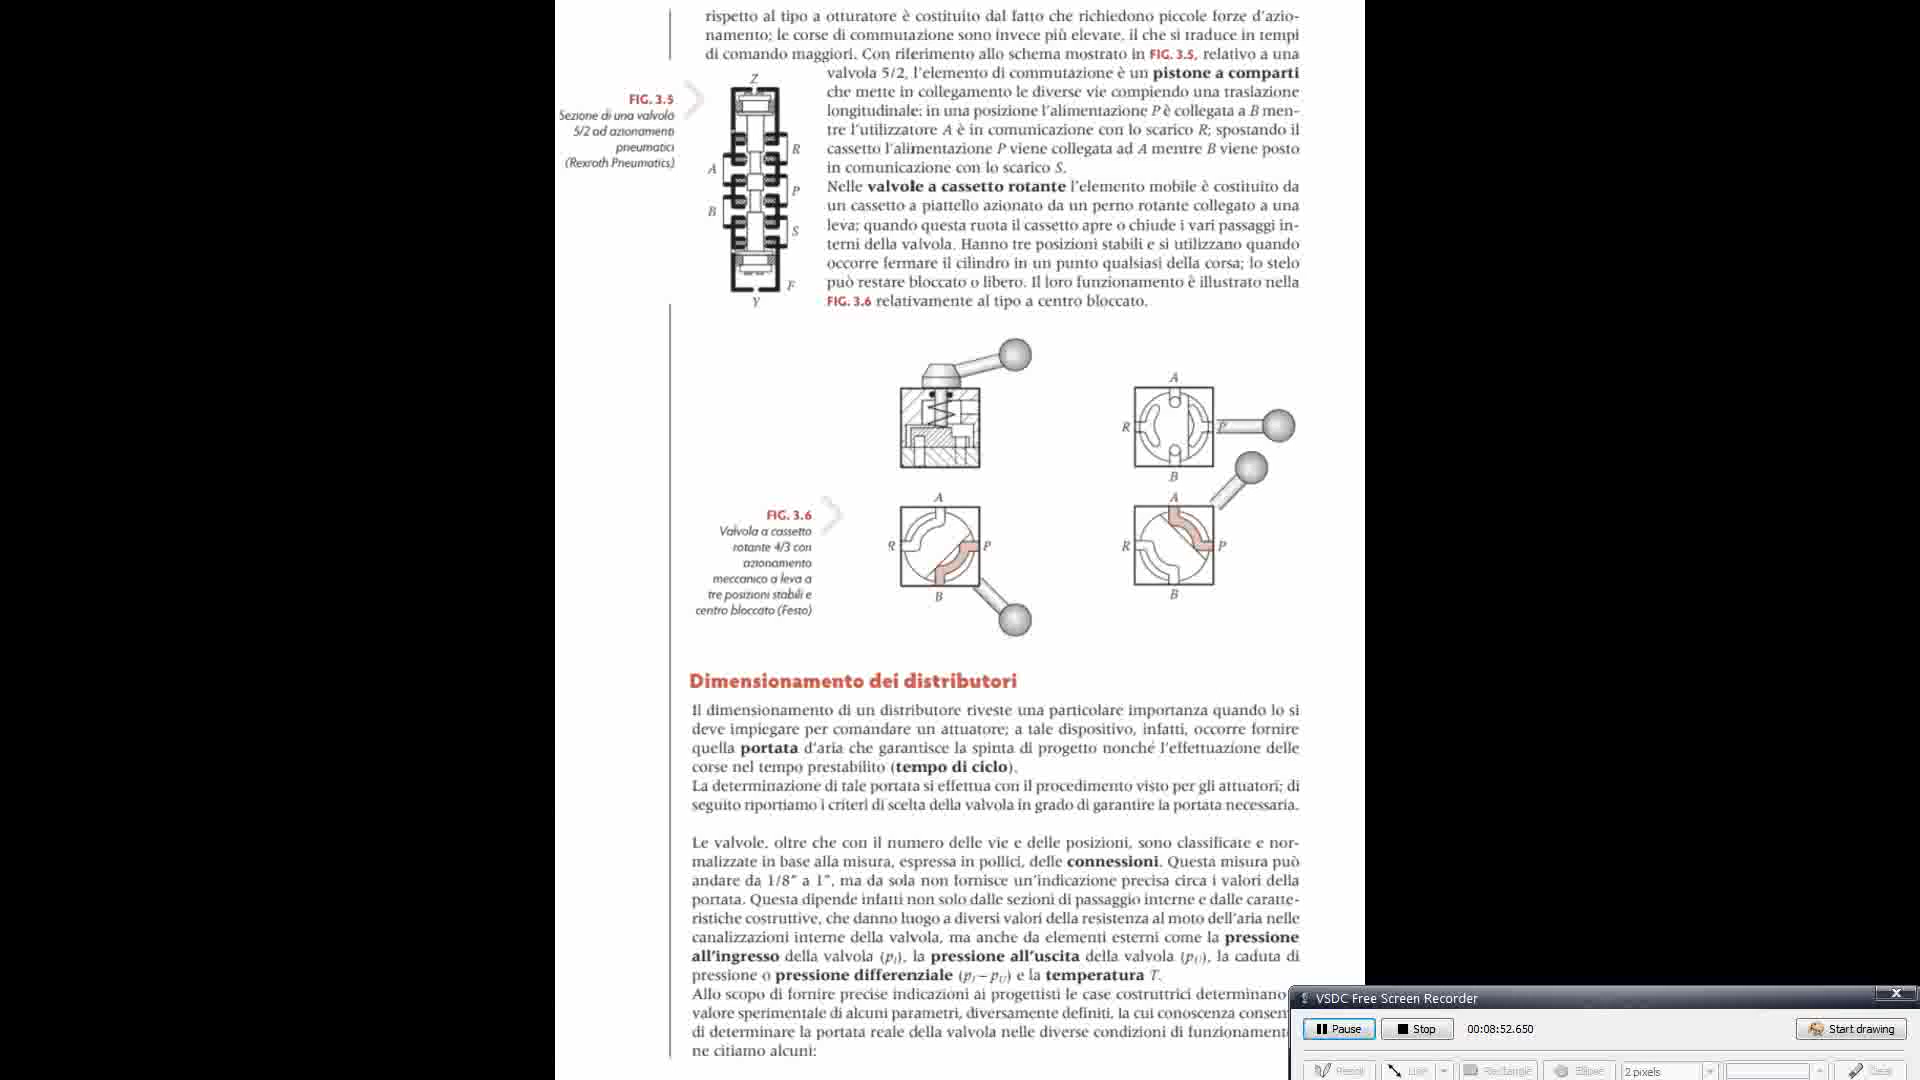 rispetto al tipo a otturatore è costituito dal fatto che richiedono piccole forze d'azio-
namento; le corse di commutazione sono invece più elevate, il che si traduce in tempi
di comando maggiori. Con riferimento allo schema mostrato in FIG. 3.5, relativo a una
valvola 5/2, l'elemento di commutazione è un pistone a comparti
che mette in collegamento le diverse vie compiendo una traslazione
longitudinale: in una posizione l'alimentazione P è collegata a B men-
tre l'utilizzatore A è in comunicazione con lo scarico R; spostando il
cassetto l'alimentazione P viene collegata ad A mentre B viene posto
in comunicazione con lo scarico S.
Nelle valvole a cassetto rotante l'elemento mobile è costituito da
un cassetto a piattello azionato da un perno rotante collegato a una
leva; quando questa ruota il cassetto apre o chiude i vari passaggi in-
terni della valvola. Hanno tre posizioni stabili e si utilizzano quando
occorre fermare il cilindro in un punto qualsiasi della corsa; lo stelo
può restare bloccato o libero. Il loro funzionamento è illustrato nella
FIG. 3.6 relativamente al tipo a centro bloccato.
FIG. 3.5
Sezione di una valvola
5/2 ad azionamenti
pneumatici
(Rexroth Pneumatics)
Z
R
A
P
B
S
F
Y
A
R
P
B
FIG. 3.6
Valvola a cassetto
rotante 4/3 con
azionamento
meccanico a leva a
tre posizioni stabili e
centro bloccato (Festo)
A
R
P
B
A
R
P
B
Dimensionamento dei distributori
Il dimensionamento di un distributore riveste una particolare importanza quando lo si
deve impiegare per comandare un attuatore; a tale dispositivo, infatti, occorre fornire
quella portata d'aria che garantisce la spinta di progetto nonché l'effettuazione delle
corse nel tempo prestabilito (tempo di ciclo).
La determinazione di tale portata si effettua con il procedimento visto per gli attuatori; di
seguito riportiamo i criteri di scelta della valvola in grado di garantire la portata necessaria.
Le valvole, oltre che con il numero delle vie e delle posizioni, sono classificate e nor-
malizzate in base alla misura, espressa in pollici, delle connessioni. Questa misura può
andare da 1/8" a 1", ma da sola non fornisce un'indicazione precisa circa i valori della
portata. Questa dipende infatti non solo dalle sezioni di passaggio interne e dalle caratte-
ristiche costruttive, che danno luogo a diversi valori della resistenza al moto dell'aria nelle
canalizzazioni interne della valvola, ma anche da elementi esterni come la pressione
all'ingresso della valvola (pI), la pressione all'uscita della valvola (pU), la caduta di
pressione o pressione differenziale (pI – pU) e la temperatura T.
Allo scopo di fornire precise indicazioni ai progettisti le case costruttrici determinano
valore sperimentale di alcuni parametri, diversamente definiti, la cui conoscenza consen
di determinare la portata reale della valvola nelle diverse condizioni di funzionament
ne citiamo alcuni:
VSDC Free Screen Recorder
Pause
Stop
00:08:52.650
Start drawing
Pencil
Line
Rectangle
Ellipse
2 pixels
Clear